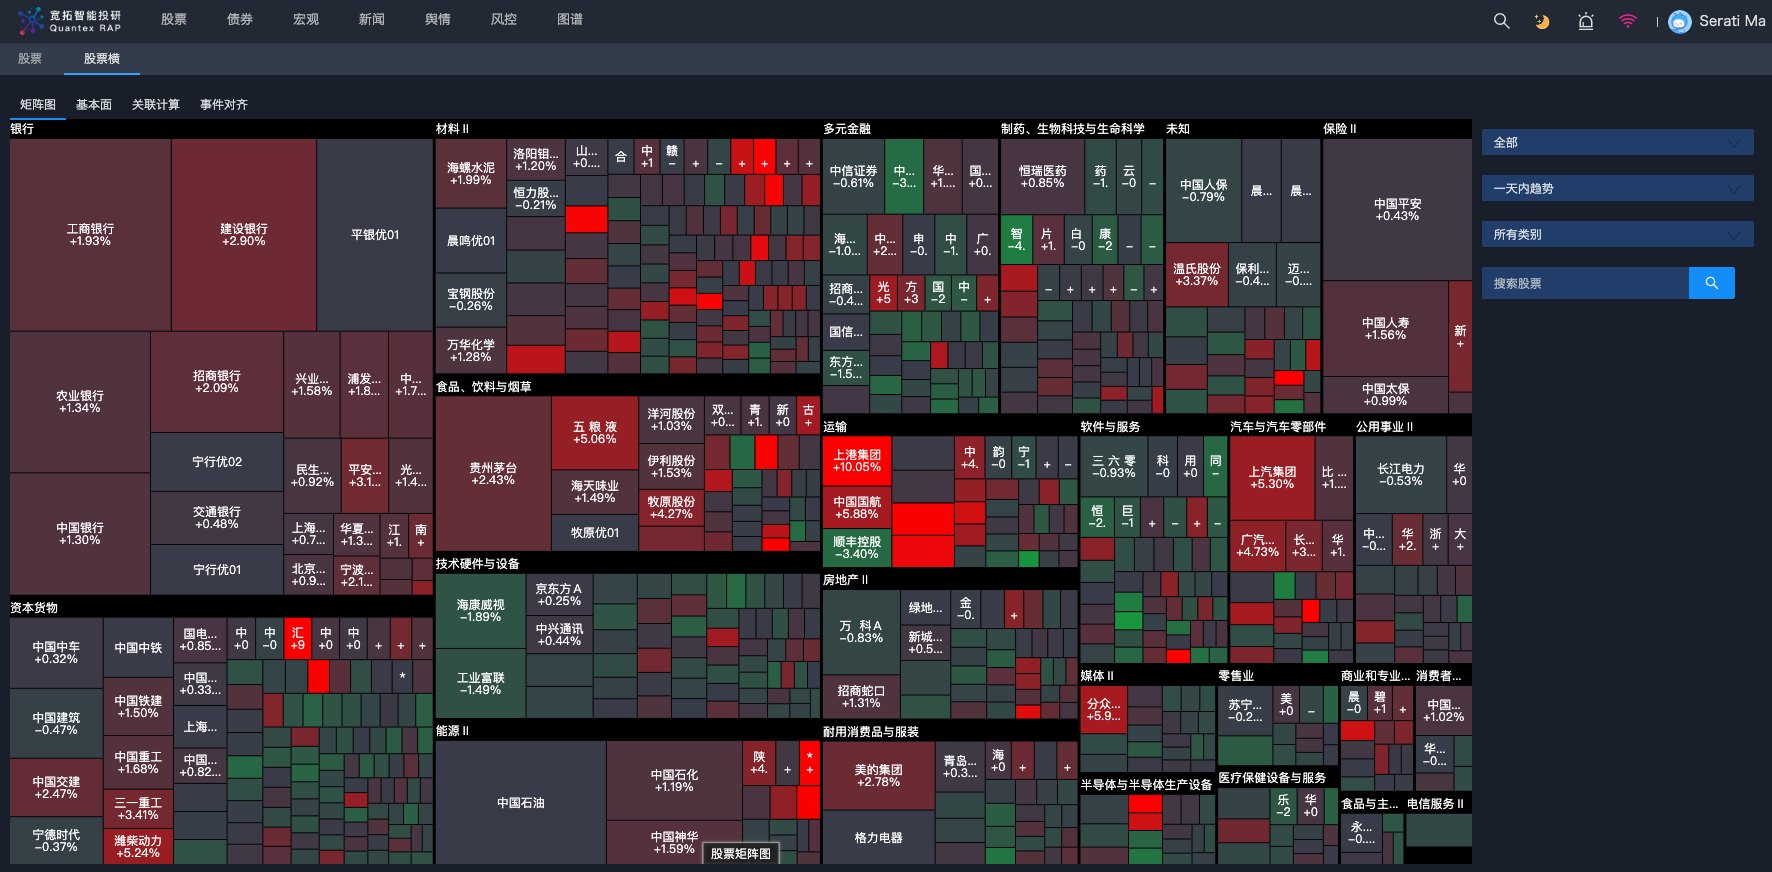 宽拓智能投研
Quantex RAP
股票
债券
宏观
新闻
舆情
风控
图谱
Serati Ma
股票
股票横
矩阵图
基本面
关联计算
事件对齐
银行
工商银行
+1.93%
建设银行
+2.90%
平银优01
农业银行
+1.34%
招商银行
+2.09%
兴业...
+1.58%
浦发...
+1.8...
中...
+1.7...
宁行优02
中国银行
+1.30%
交通银行
+0.48%
宁行优01
民生...
+0.92%
平安...
+3.1...
光...
+1.4...
上海...
+0.7...
华夏...
+1.3...
江
+1.
南
+
北京...
+0.9...
宁波...
+2.1...
资本货物
中国中车
+0.32%
中国中铁
国电...
+0.85...
中
+0
中
-0
汇
+9
中
+0
中
+0
+
+
+
*
中国建筑
-0.47%
中国铁建
+1.50%
中国...
+0.33...
上海...
中国重工
+1.68%
中国...
+0.82...
中国交建
+2.47%
三一重工
+3.41%
宁德时代
-0.37%
潍柴动力
+5.24%
材料 II
海螺水泥
+1.99%
洛阳钼...
+1.20%
山...
+0....
合
中
+1
赣
-
+
-
+
+
+
+
恒力股...
-0.21%
晨鸣优01
宝钢股份
-0.26%
万华化学
+1.28%
食品、饮料与烟草
贵州茅台
+2.43%
五 粮 液
+5.06%
洋河股份
+1.03%
双...
+0...
青
+1.
新
+0
古
+
伊利股份
+1.53%
海天味业
+1.49%
牧原股份
+4.27%
牧原优01
技术硬件与设备
海康威视
-1.89%
京东方A
+0.25%
中兴通讯
+0.44%
工业富联
-1.49%
能源 II
中国石油
中国石化
+1.19%
陕
+4.
+
*
+
中国神华
+1.59%
股票矩阵图
多元金融
中信证券
-0.61%
中...
-3...
华...
+1....
国...
+0...
海...
-1.0...
中...
+2...
申
-0.
中
-1.
广
+0.
招商...
-0.4...
光
+5
方
+3
国
-2
中
-
+
国信...
东方...
-1.5...
运输
上港集团
+10.05%
中
+4.
韵
-0
宁
-1
+
-
中国国航
+5.88%
顺丰控股
-3.40%
房地产 II
万 科A
-0.83%
绿地...
金
-0.
+
新城...
+0.5...
招商蛇口
+1.31%
耐用消费品与服装
美的集团
+2.78%
青岛...
+0.3...
海
+0
+
+
格力电器
制药、生物科技与生命科学
恒瑞医药
+0.85%
药
-1.
云
-0
-
智
-4.
片
+1.
白
-0
康
-2
-
-
-
+
+
+
-
+
未知
中国人保
-0.79%
晨...
晨...
温氏股份
+3.37%
保利...
-0.4...
迈...
-0....
保险 II
中国平安
+0.43%
中国人寿
+1.56%
新
+
中国太保
+0.99%
软件与服务
三 六 零
-0.93%
科
-0
用
+0
同
-
恒
-2.
巨
-1
+
-
+
-
汽车与汽车零部件
上汽集团
+5.30%
比 ...
+1....
广汽...
+4.73%
长...
+3...
华
+1.
公用事业 II
长江电力
-0.53%
华
+0
中...
-0...
华
+2.
浙
+
大
+
媒体 II
分众...
+5.9...
零售业
苏宁...
-0.2...
美
+0
-
商业和专业...
晨
-0
碧
+1
+
消费者...
中国...
+1.02%
华...
-0...
半导体与半导体生产设备
医疗保健设备与服务
乐
-2
华
+0
食品与主...
永...
-0....
电信服务 II
全部
一天内趋势
所有类别
搜索股票